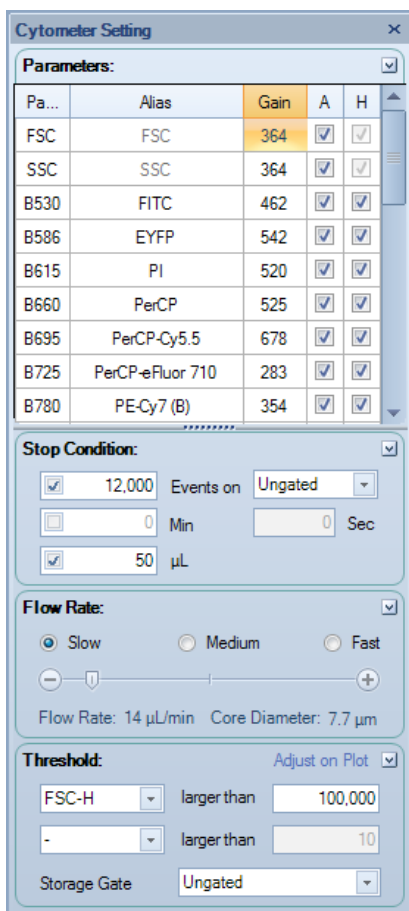 Cytometer Setting
Parameters:
Pa... Alias Gain A H
FSC FSC 364
SSC SSC 364
B530 FITC 462
B586 EYFP 542
B615 PI 520
B660 PerCP 525
B695 PerCP-Cy5.5 678
B725 PerCP-eFluor 710 283
B780 PE-Cy7 (B) 354
Stop Condition:
12,000 Events on Ungated
0 Min 0 Sec
50 µL
Flow Rate:
Slow Medium Fast
Flow Rate: 14 µL/min Core Diameter: 7.7 µm
Threshold: Adjust on Plot
FSC-H larger than 100,000
- larger than 10
Storage Gate Ungated